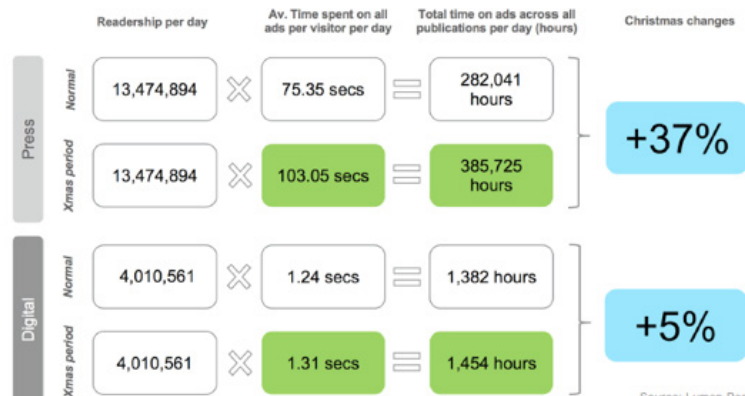 Readership per day
Av. Time spent on all
ads per visitor per day
Total time on ads across all
publications per day (hours)
Christmas changes
Press
Normal
13,474,894
75.35 secs
282,041
hours
+37%
Xmas period
13,474,894
103.05 secs
385,725
hours
Digital
Normal
4,010,561
1.24 secs
1,382 hours
+5%
Xmas period
4,010,561
1.31 secs
1,454 hours